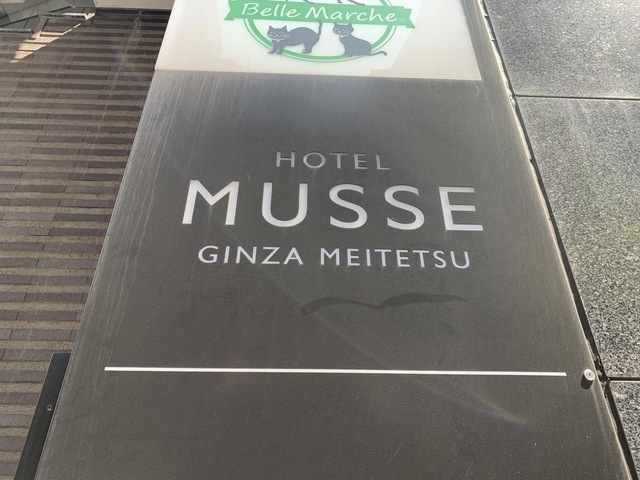 Belle Marche
HOTEL
MUSSE
GINZA MEITETSU